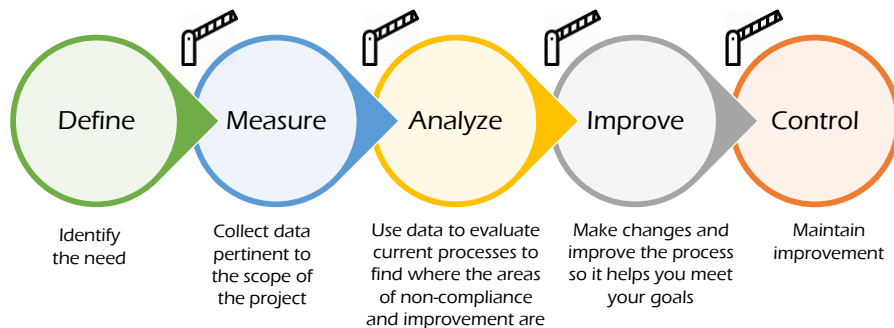 Define
Measure
Analyze
Improve
Control
Identify
the need
Collect data
pertinent to
the scope of
the project
Use data to evaluate
current processes to
find where the areas
of non-compliance
and improvement are
Make changes and
improve the process
so it helps you meet
your goals
Maintain
improvement